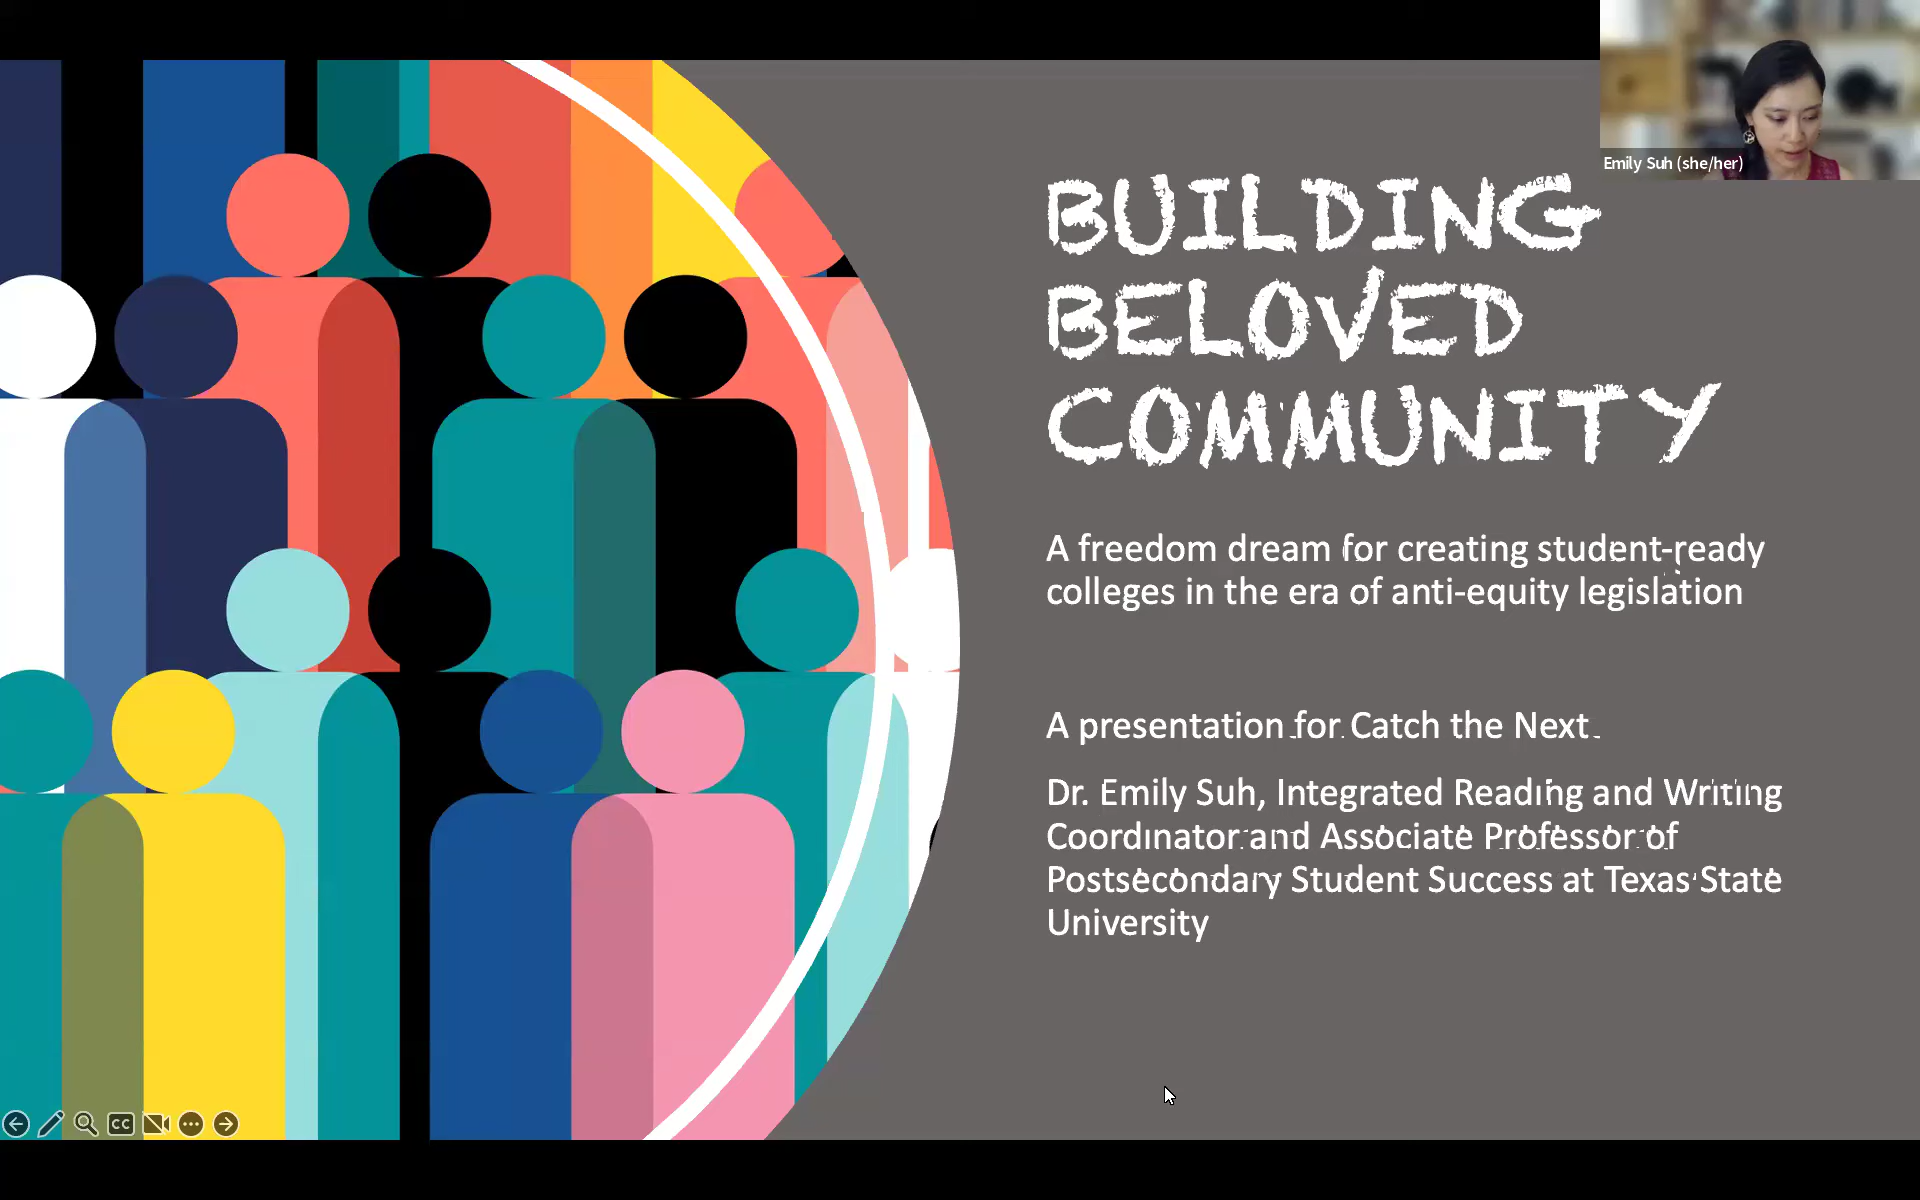 Emily Suh (she/her)
BUILDING
BELOVED
COMMUNITY
A freedom dream for creating student-ready
colleges in the era of anti-equity legislation
A presentation for Catch the Next
Dr. Emily Suh, Integrated Reading and Writing
Coordinator and Associate Professor of
Postsecondary Student Success at Texas State
University
CC